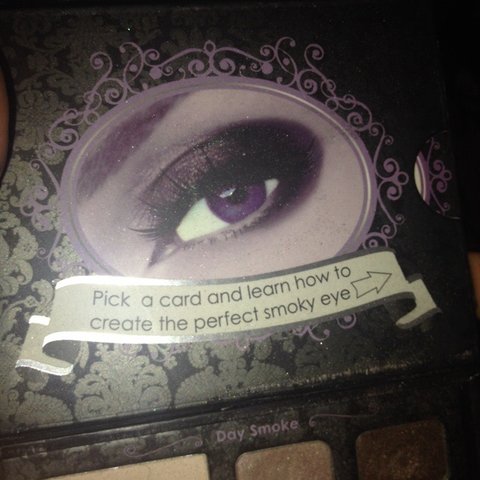 Pick a card and learn how to
create the perfect smoky eye
Day Smoke